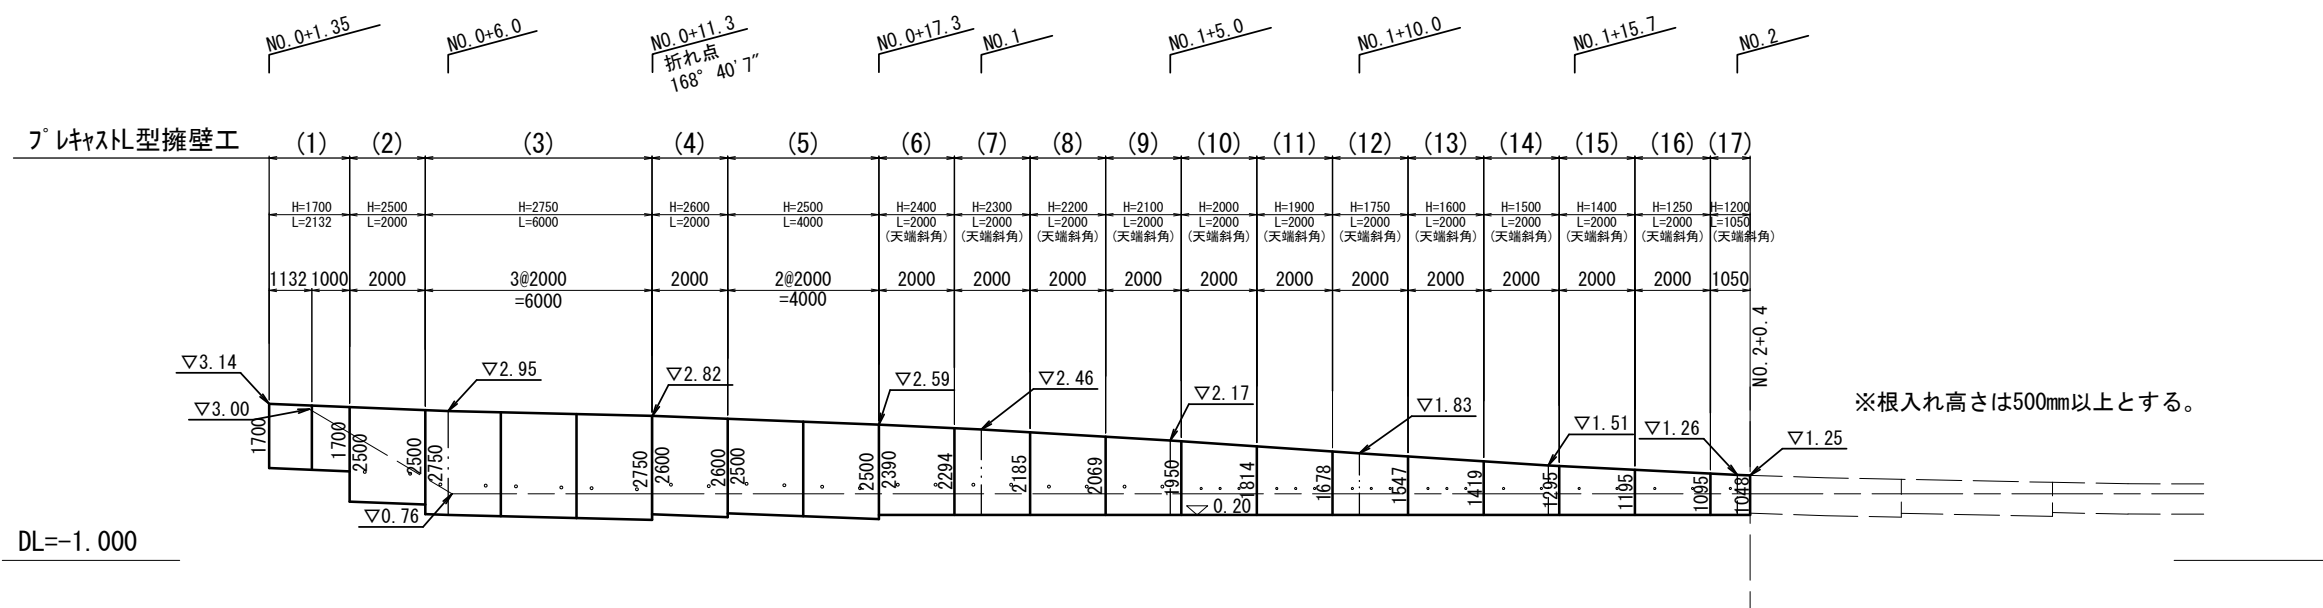 NO.0+1.35
NO.0+6.0
NO.0+11.3
折れ点
168° 40'7"
NO.0+17.3
NO.1
NO.1+5.0
NO.1+10.0
NO.1+15.7
NO.2
ﾌﾟﾚｷｬｽﾄL型擁壁工
(1) (2) (3) (4) (5) (6) (7) (8) (9) (10) (11) (12) (13) (14) (15) (16) (17)
H=1700 H=2500 H=2750 H=2600 H=2500 H=2400 H=2300 H=2200 H=2100 H=2000 H=1900 H=1750 H=1600 H=1500 H=1400 H=1250 H=1200
L=2132 L=2000 L=6000 L=2000 L=4000 L=2000 L=2000 L=2000 L=2000 L=2000 L=2000 L=2000 L=2000 L=2000 L=2000 L=2000 L=1050
(天端斜角) (天端斜角) (天端斜角) (天端斜角) (天端斜角) (天端斜角) (天端斜角) (天端斜角) (天端斜角) (天端斜角) (天端斜角) (天端斜角)
1132 1000 2000 3@2000 2000 2@2000 2000 2000 2000 2000 2000 2000 2000 2000 2000 2000 2000 1050
=6000 =4000
NO.2+0.4
▽3.14
▽3.00
▽2.95
▽2.82
▽2.59
▽2.46
▽2.17
▽1.83
▽1.51
▽1.26
▽1.25
※根入れ高さは500mm以上とする。
1700 1700 2500 2500 2750 2750 2600 2600 2500 2500 2390 2294 2185 2069 1950 1814 1678 1547 1419 1295 1195 1095 1048
▽0.76
▽0.20
DL=-1.000